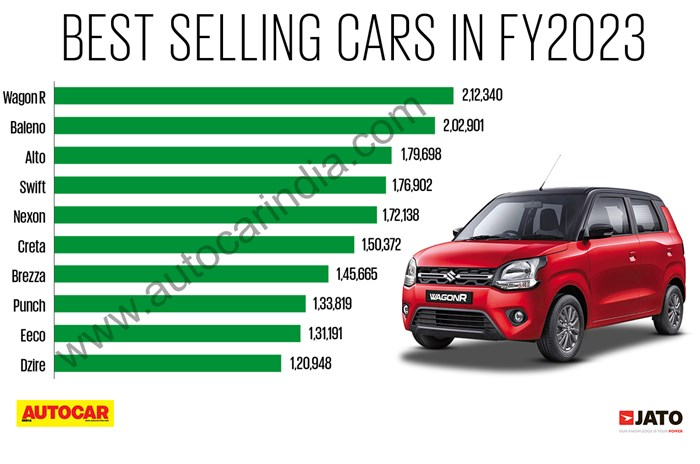 BEST SELLING CARS IN FY2023
Wagon R 2,12,340
Baleno 2,02,901
Alto 1,79,698
Swift 1,76,902
Nexon 1,72,138
Creta 1,50,372
Brezza 1,45,665
Punch 1,33,819
Eeco 1,31,191
Dzire 1,20,948
www.autocarindia.com
WAGONR
AUTOCAR
INDIA
JATO